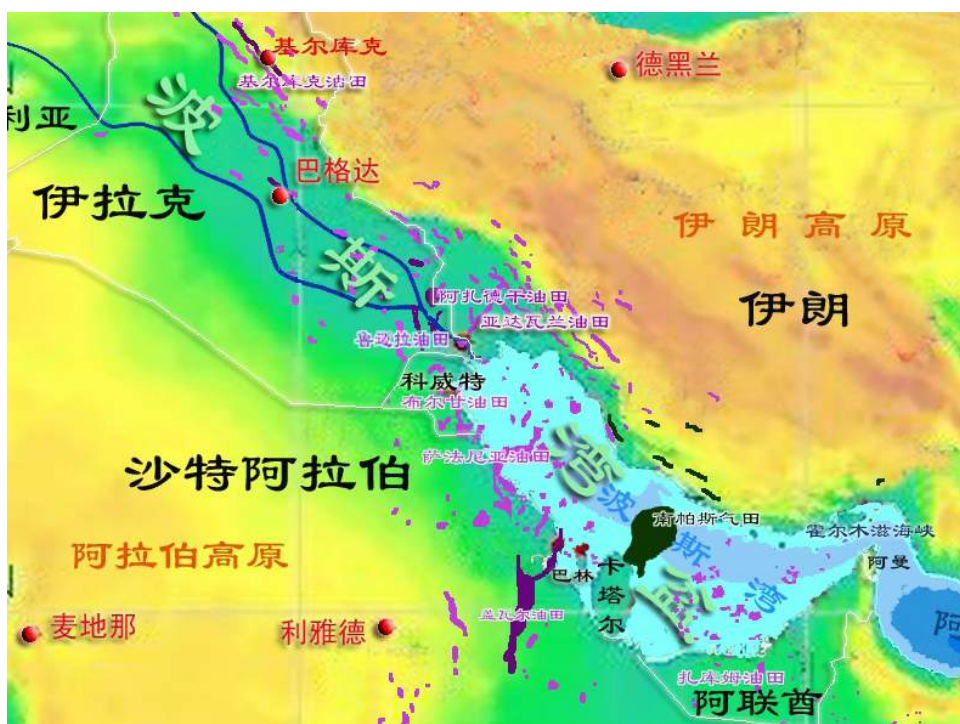 基尔库克
德黑兰
基尔库克油田
波
利亚
巴格达
伊拉克
伊朗高原
斯
阿扎德干油田
伊朗
亚达瓦兰油田
鲁迈拉油田
科威特
布尔甘油田
湾
萨法尼亚油田
沙特阿拉伯
波
南帕斯气田
霍尔木滋海峡
斯
阿拉伯高原
阿曼
巴林
卡塔尔
盆
湾
盖瓦尔油田
麦地那
利雅德
阿
扎库姆油田
阿联酋